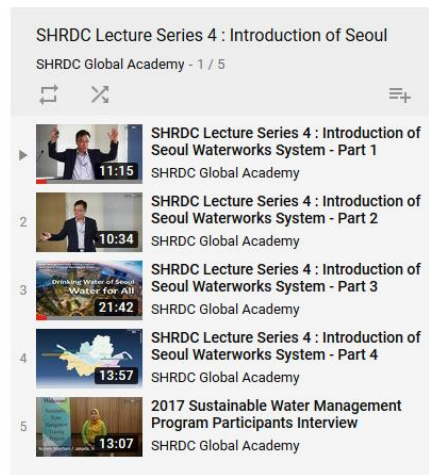 SHRDC Lecture Series 4 : Introduction of Seoul
SHRDC Global Academy - 1 / 5
11:15
SHRDC Lecture Series 4 : Introduction of
Seoul Waterworks System - Part 1
SHRDC Global Academy
2
10:34
SHRDC Lecture Series 4 : Introduction of
Seoul Waterworks System - Part 2
SHRDC Global Academy
3
Drinking Water of Seoul
Water for All
21:42
SHRDC Lecture Series 4 : Introduction of
Seoul Waterworks System - Part 3
SHRDC Global Academy
4
13:57
SHRDC Lecture Series 4 : Introduction of
Seoul Waterworks System - Part 4
SHRDC Global Academy
5
13:07
2017 Sustainable Water Management
Program Participants Interview
SHRDC Global Academy